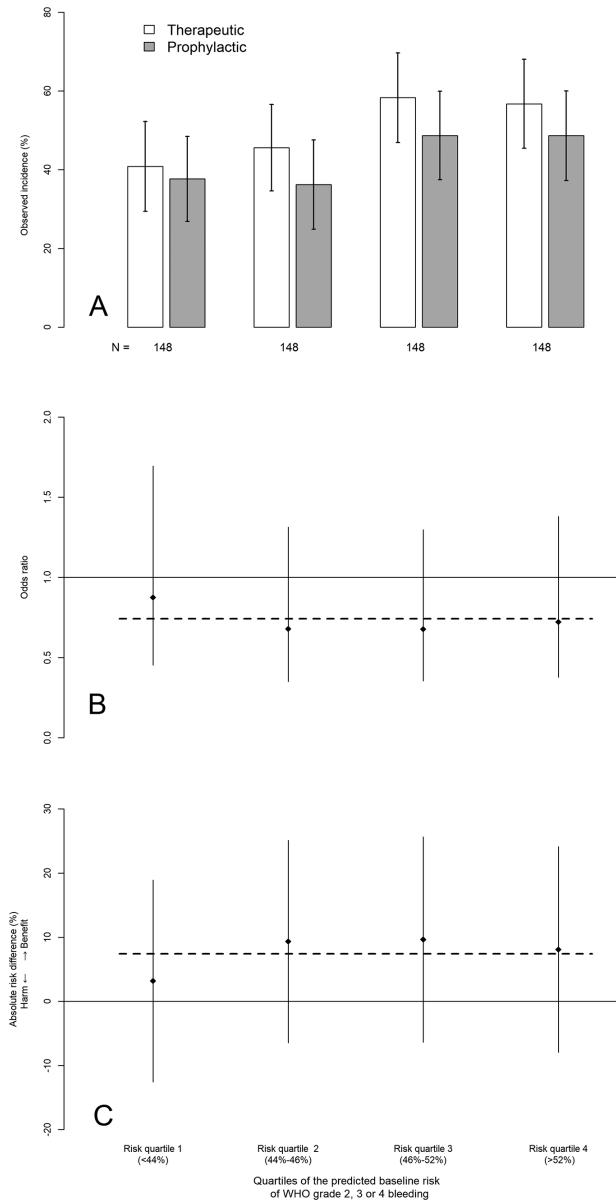 80
60
40
20
0
Observed incidence (%)
Therapeutic
Prophylactic
A
N = 148 148 148 148
2.0
1.5
1.0
0.5
0.0
Odds ratio
B
30
20
10
0
-10
-20
Absolute risk difference (%)
Harm ← → Benefit
C
Risk quartile 1 Risk quartile 2 Risk quartile 3 Risk quartile 4
(<44%) (44%-46%) (46%-52%) (>52%)
Quartiles of the predicted baseline risk
of WHO grade 2, 3 or 4 bleeding